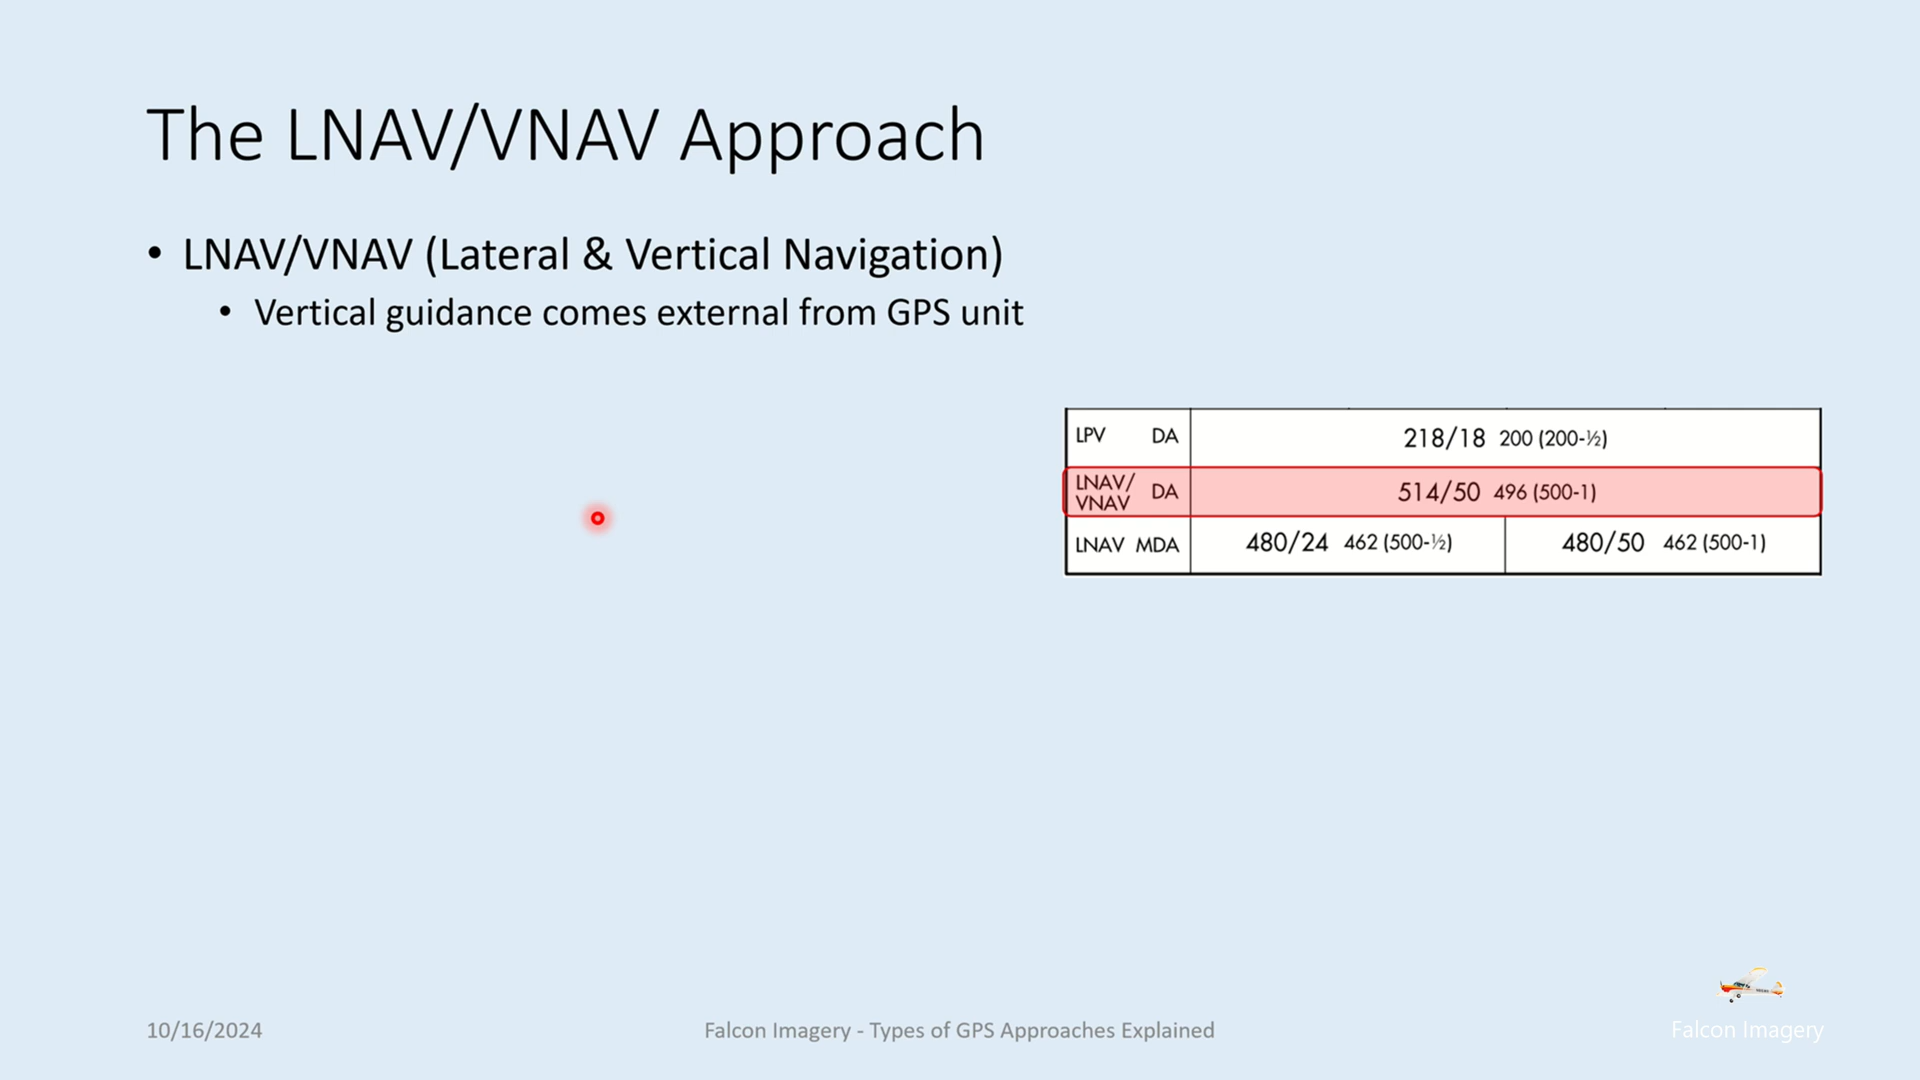 The LNAV/VNAV Approach
• LNAV/VNAV (Lateral & Vertical Navigation)
• Vertical guidance comes external from GPS unit
LPV DA 218/18 200 (200-½)
LNAV/
VNAV DA 514/50 496 (500-1)
LNAV MDA 480/24 462 (500-½) 480/50 462 (500-1)
10/16/2024
Falcon Imagery - Types of GPS Approaches Explained
Falcon Imagery